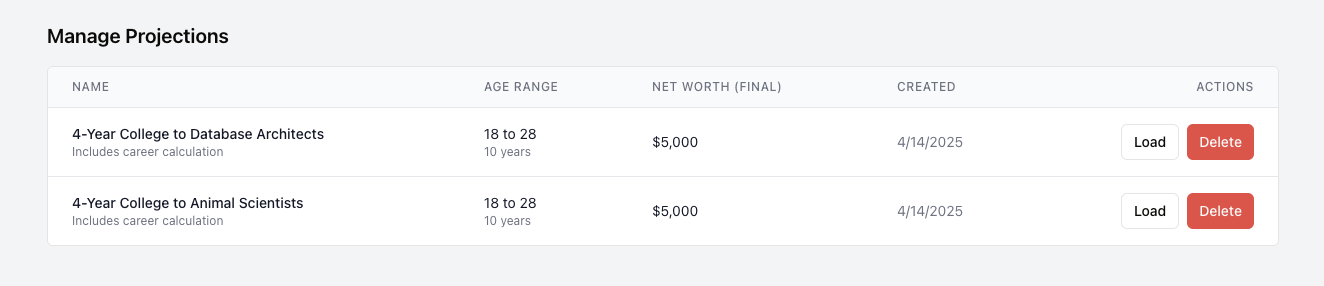 Manage Projections
NAME AGE RANGE NET WORTH (FINAL) CREATED ACTIONS
4-Year College to Database Architects 18 to 28 $5,000 4/14/2025 Load Delete
Includes career calculation 10 years
4-Year College to Animal Scientists 18 to 28 $5,000 4/14/2025 Load Delete
Includes career calculation 10 years